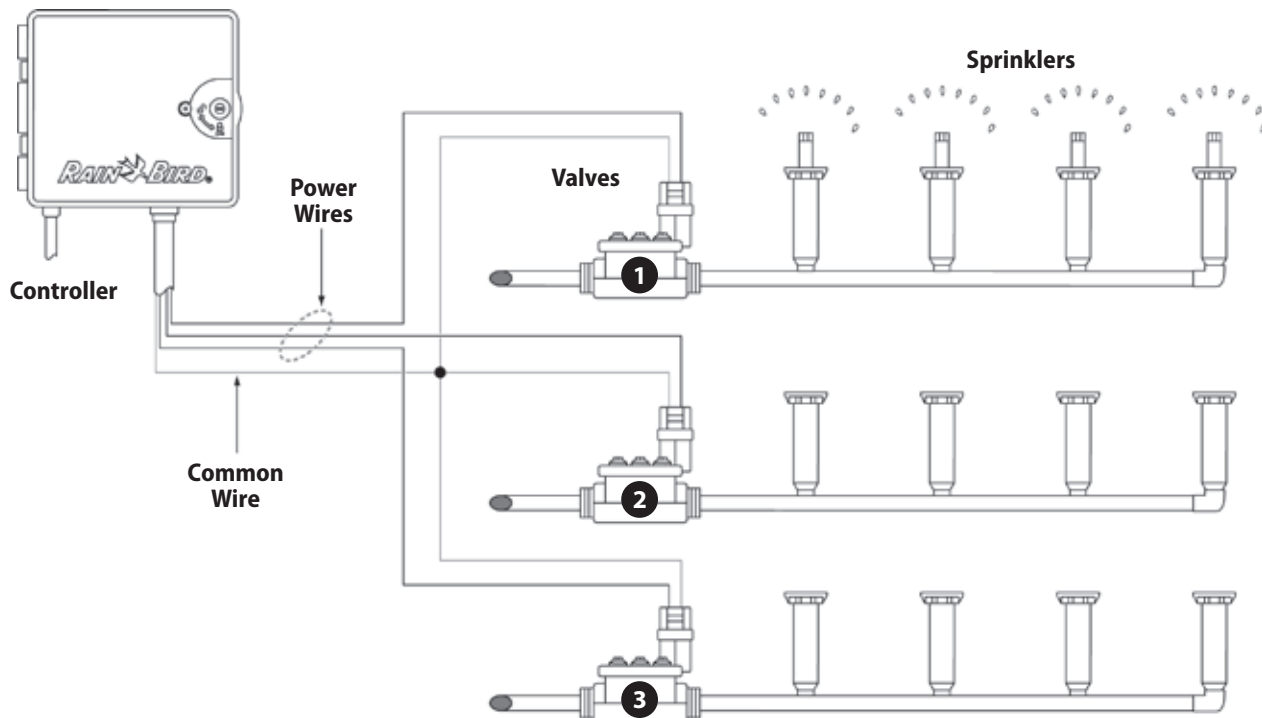 Sprinklers
RAIN BIRD®
Valves
Power
Wires
1
Controller
Common
Wire
2
3